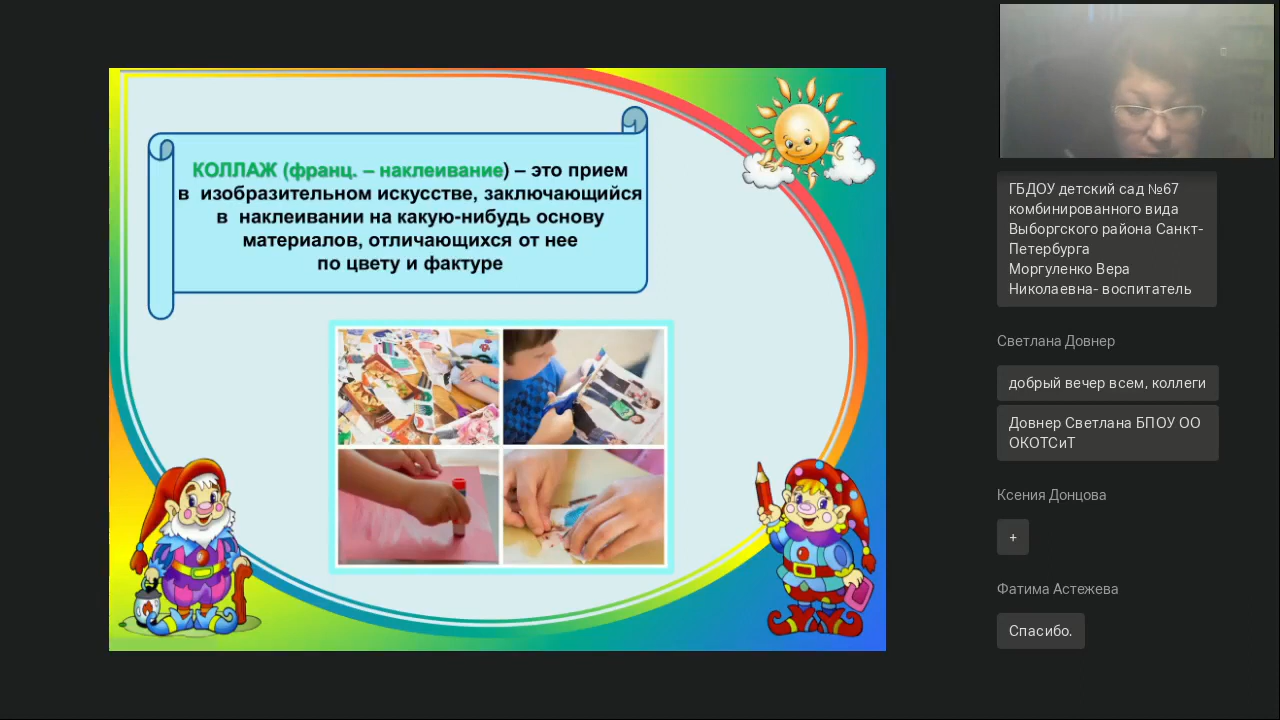 КОЛЛАЖ (франц. – наклеивание) – это прием
в изобразительном искусстве, заключающийся
в наклеивании на какую-нибудь основу
материалов, отличающихся от нее
по цвету и фактуре
ГБДОУ детский сад №67
комбинированного вида
Выборгского района Санкт-
Петербурга
Моргуленко Вера
Николаевна- воспитатель
Светлана Довнер
добрый вечер всем, коллеги
Довнер Светлана БПОУ ОО
ОКОТСиТ
Ксения Донцова
+
Фатима Астежева
Спасибо.